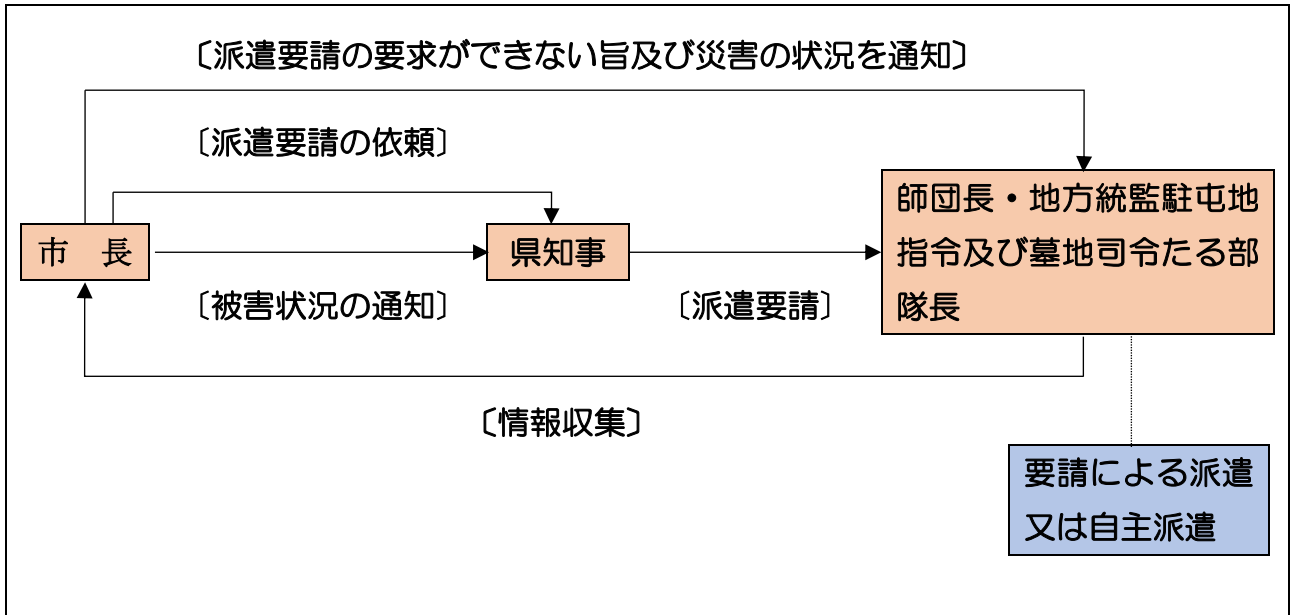 〔派遣要請の要求ができない旨及び災害の状況を通知〕
〔派遣要請の依頼〕
市　長
県知事
師団長・地方統監駐屯地
指令及び墓地司令たる部
隊長
〔被害状況の通知〕
〔派遣要請〕
〔情報収集〕
要請による派遣
又は自主派遣